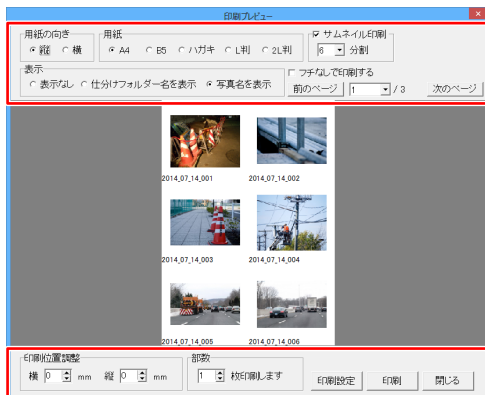 印刷プレビュー
用紙の向き 用紙 サムネイル印刷
縦 横 A4 B5 ハガキ L判 2L判 6 分割
表示 フチなしで印刷する
表示なし 仕分けフォルダー名を表示 写真名を表示 前のページ 1 / 3 次のページ
2014_07_14_001 2014_07_14_002
2014_07_14_003 2014_07_14_004
2014_07_14_005 2014_07_14_006
印刷位置調整 部数
横 0 mm 縦 0 mm 1 枚印刷します 印刷設定 印刷 閉じる